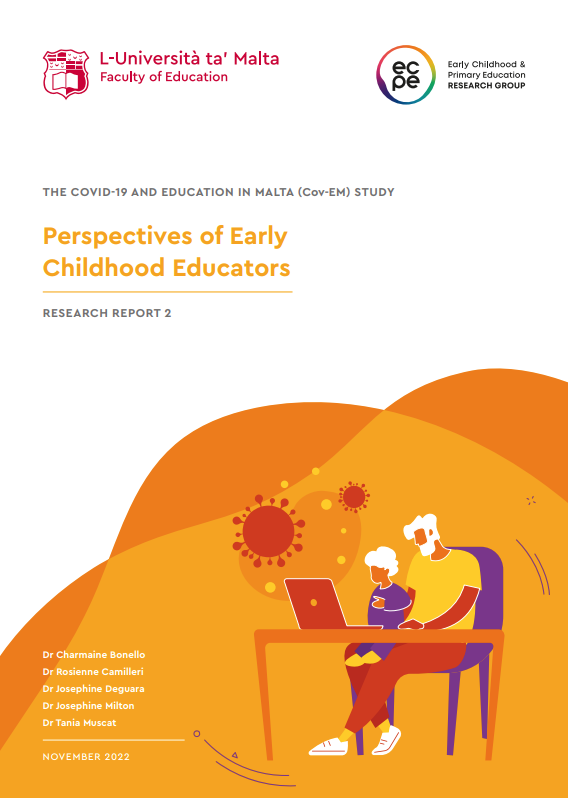 L-Università ta' Malta
Faculty of Education
ec
pe
Early Childhood &
Primary Education
RESEARCH GROUP
THE COVID-19 AND EDUCATION IN MALTA (Cov-EM) STUDY
Perspectives of Early
Childhood Educators
RESEARCH REPORT 2
Dr Charmaine Bonello
Dr Rosienne Camilleri
Dr Josephine Deguara
Dr Josephine Milton
Dr Tania Muscat
NOVEMBER 2022